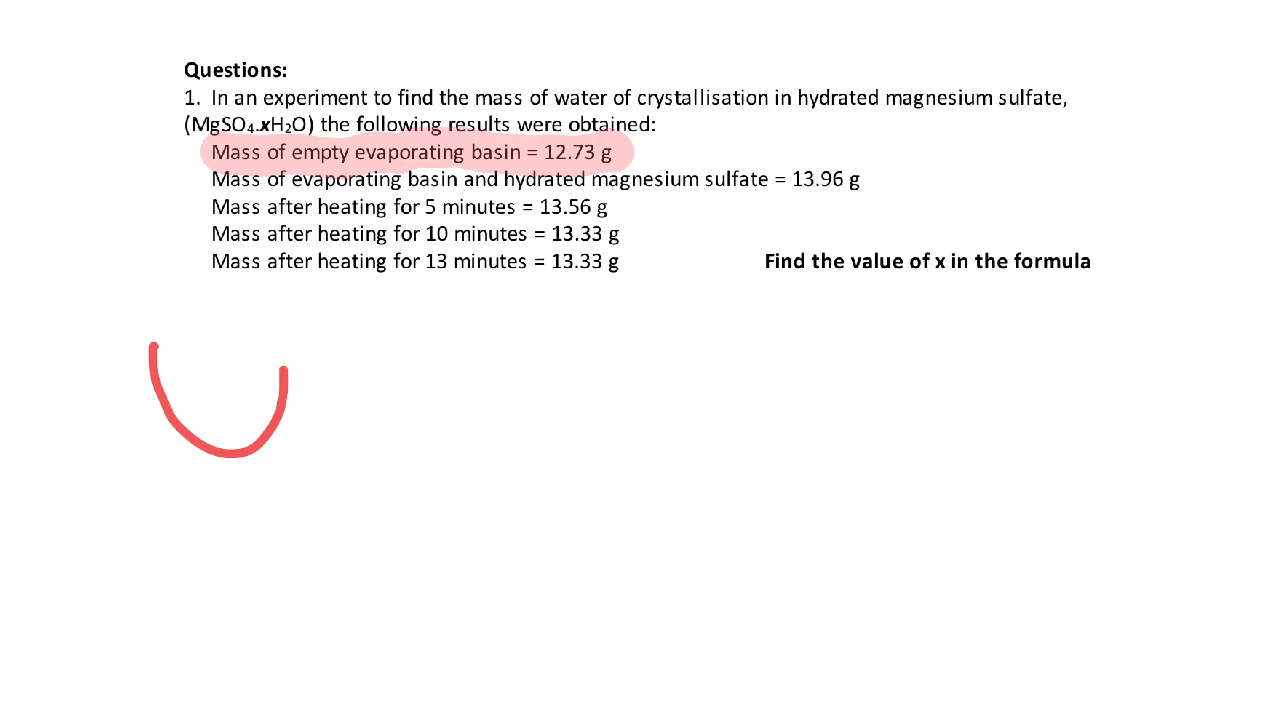 Questions:
1. In an experiment to find the mass of water of crystallisation in hydrated magnesium sulfate,
(MgSO₄.xH₂O) the following results were obtained:
Mass of empty evaporating basin = 12.73 g
Mass of evaporating basin and hydrated magnesium sulfate = 13.96 g
Mass after heating for 5 minutes = 13.56 g
Mass after heating for 10 minutes = 13.33 g
Mass after heating for 13 minutes = 13.33 g Find the value of x in the formula